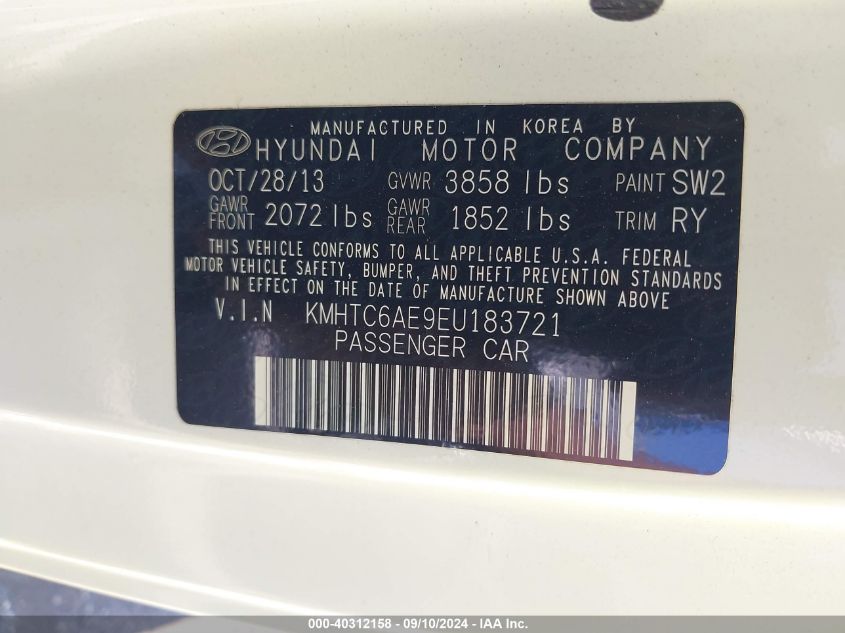 MANUFACTURED IN KOREA BY
HYUNDAI MOTOR COMPANY
OCT/28/13 GVWR 3858 lbs PAINT SW2
GAWR FRONT 2072 lbs GAWR REAR 1852 lbs TRIM RY
THIS VEHICLE CONFORMS TO ALL APPLICABLE U.S.A. FEDERAL
MOTOR VEHICLE SAFETY, BUMPER, AND THEFT PREVENTION STANDARDS
IN EFFECT ON THE DATE OF MANUFACTURE SHOWN ABOVE
V.I.N KMHTC6AE9EU183721
PASSENGER CAR
000-40312158 - 09/10/2024 - IAA Inc.